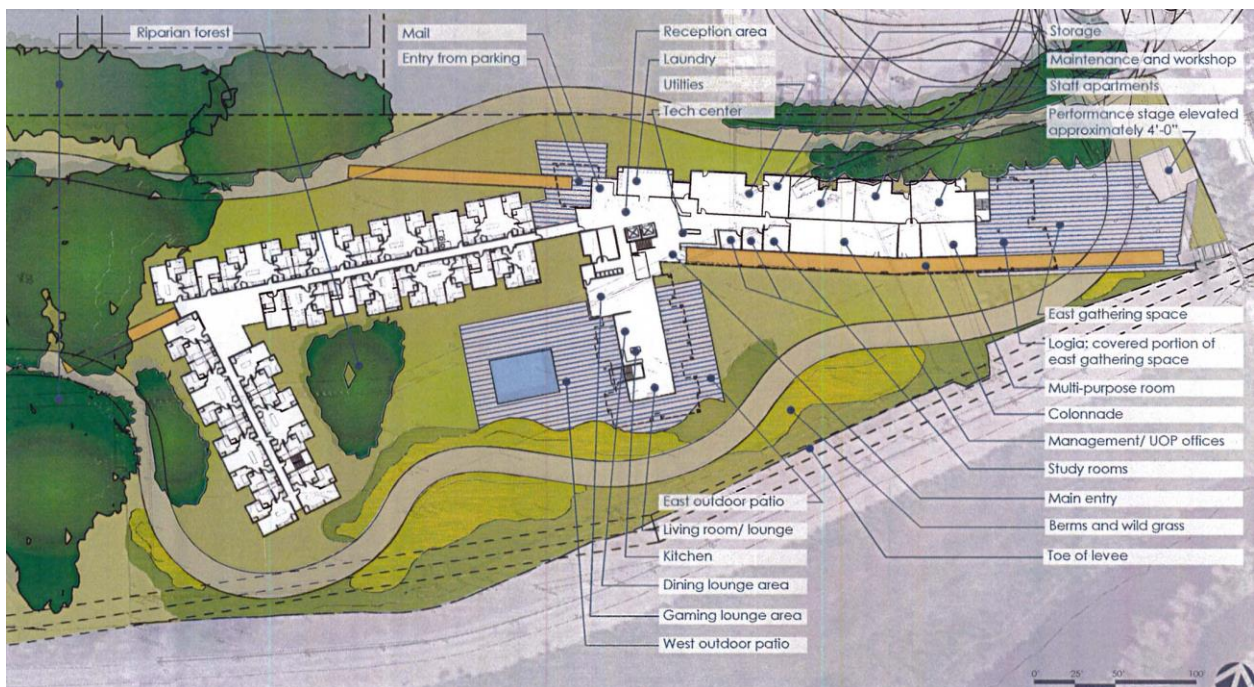 Riparian forest
Mail
Entry from parking
Reception area
Laundry
Utilties
Tech center
Storage
Maintenance and workshop
Staff apartments
Performance stage elevated
approximately 4'-0"
East gathering space
Logia; covered portion of
east gathering space
Multi-purpose room
Colonnade
Management/ UOP offices
Study rooms
Main entry
Berms and wild grass
Toe of levee
East outdoor patio
Living room/ lounge
Kitchen
Dining lounge area
Gaming lounge area
West outdoor patio
0' 25' 50' 100'